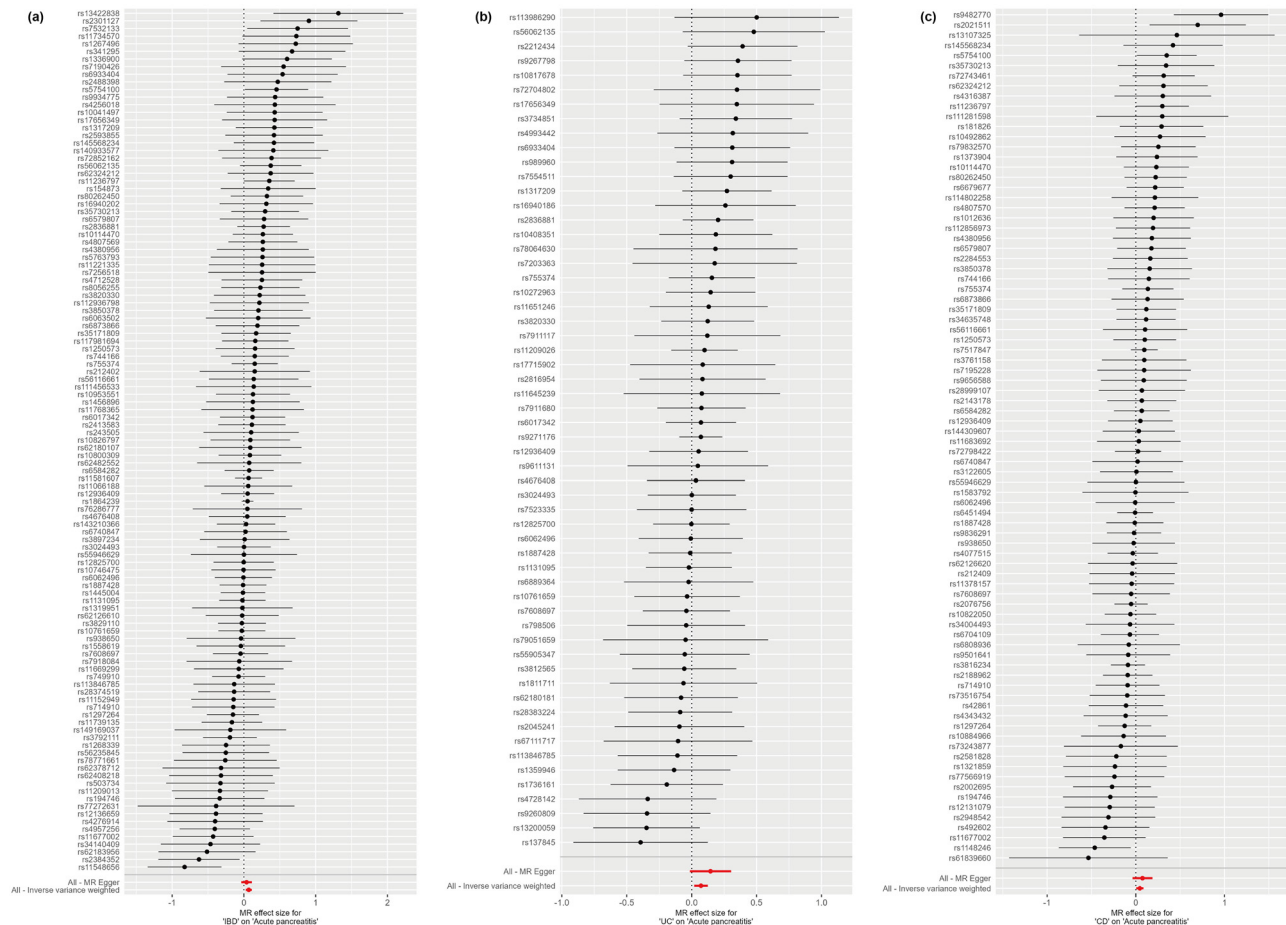 (a)
rs13422838
rs2301127
rs7532133
rs11734570
rs1267496
rs341295
rs1336900
rs7190426
rs6933404
rs2488398
rs5754100
rs9934775
rs4256018
rs10041497
rs17656349
rs1317209
rs2593855
rs145568234
rs140933577
rs72852162
rs56062135
rs62324212
rs11236797
rs154873
rs80262450
rs16940202
rs35730213
rs6579807
rs2836881
rs10114470
rs4807569
rs4380956
rs5763793
rs11221335
rs7256518
rs4712528
rs8056255
rs3820330
rs112936798
rs3850378
rs6063502
rs6873866
rs35171809
rs117981694
rs1250573
rs744166
rs755374
rs212402
rs56116661
rs111456533
rs10953551
rs1456896
rs11768365
rs6017342
rs2413583
rs243505
rs10826797
rs62180107
rs10800309
rs62482552
rs6584282
rs11581607
rs11066188
rs12936409
rs1864239
rs76286777
rs4676408
rs143210366
rs6740847
rs3897234
rs3024493
rs55946629
rs12825700
rs10746475
rs6062496
rs1887428
rs1445004
rs1131095
rs1319951
rs62126610
rs3829110
rs10761659
rs938650
rs1558619
rs7608697
rs7918084
rs11669299
rs749910
rs113846785
rs28374519
rs11152949
rs714910
rs1297264
rs11739135
rs149169037
rs3792111
rs1268339
rs56235845
rs78771661
rs62378712
rs62408218
rs503734
rs11209013
rs194746
rs77272631
rs12136659
rs4276914
rs4957256
rs11677002
rs34140409
rs62183956
rs2384352
rs11548656
All - MR Egger
All - Inverse variance weighted
-1 0 1 2
MR effect size for
'IBD' on 'Acute pancreatitis'
(b)
rs113986290
rs56062135
rs2212434
rs9267798
rs10817678
rs72704802
rs17656349
rs3734851
rs4993442
rs6933404
rs989960
rs7554511
rs1317209
rs16940186
rs2836881
rs10408351
rs78064630
rs7203363
rs755374
rs10272963
rs11651246
rs3820330
rs7911117
rs11209026
rs17715902
rs2816954
rs11645239
rs7911680
rs6017342
rs9271176
rs12936409
rs9611131
rs4676408
rs3024493
rs7523335
rs12825700
rs6062496
rs1887428
rs1131095
rs6889364
rs10761659
rs7608697
rs798506
rs79051659
rs55905347
rs3812565
rs1811711
rs62180181
rs28383224
rs2045241
rs67111717
rs113846785
rs1359946
rs1736161
rs4728142
rs9260809
rs13200059
rs137845
All - MR Egger
All - Inverse variance weighted
-0.5 0.0 0.5 1.0
MR effect size for
'UC' on 'Acute pancreatitis'
(c)
rs9482770
rs2021511
rs13107325
rs145568234
rs5754100
rs35730213
rs72743461
rs62324212
rs4316387
rs11236797
rs111281598
rs181826
rs10492862
rs79832570
rs1373904
rs10114470
rs80262450
rs6679677
rs114802258
rs4807570
rs1012636
rs112856973
rs4380956
rs6579807
rs2284553
rs3850378
rs744166
rs755374
rs6873866
rs35171809
rs34635748
rs56116661
rs1250573
rs7517847
rs3761158
rs7195228
rs9656588
rs28999107
rs2143178
rs6584282
rs12936409
rs144309607
rs11683692
rs72798422
rs6740847
rs3122605
rs55946629
rs1583792
rs6062496
rs6451494
rs1887428
rs9836291
rs938650
rs4077515
rs62126620
rs212409
rs11378157
rs7608697
rs2076756
rs10822050
rs34004493
rs6704109
rs6808936
rs9501641
rs3816234
rs2188962
rs714910
rs73516754
rs42861
rs4343432
rs1297264
rs10884966
rs73243877
rs2581828
rs1321859
rs77566919
rs2002695
rs194746
rs12131079
rs2948542
rs492602
rs11677002
rs1148246
rs61839660
All - MR Egger
All - Inverse variance weighted
-1 0 1
MR effect size for
'CD' on 'Acute pancreatitis'